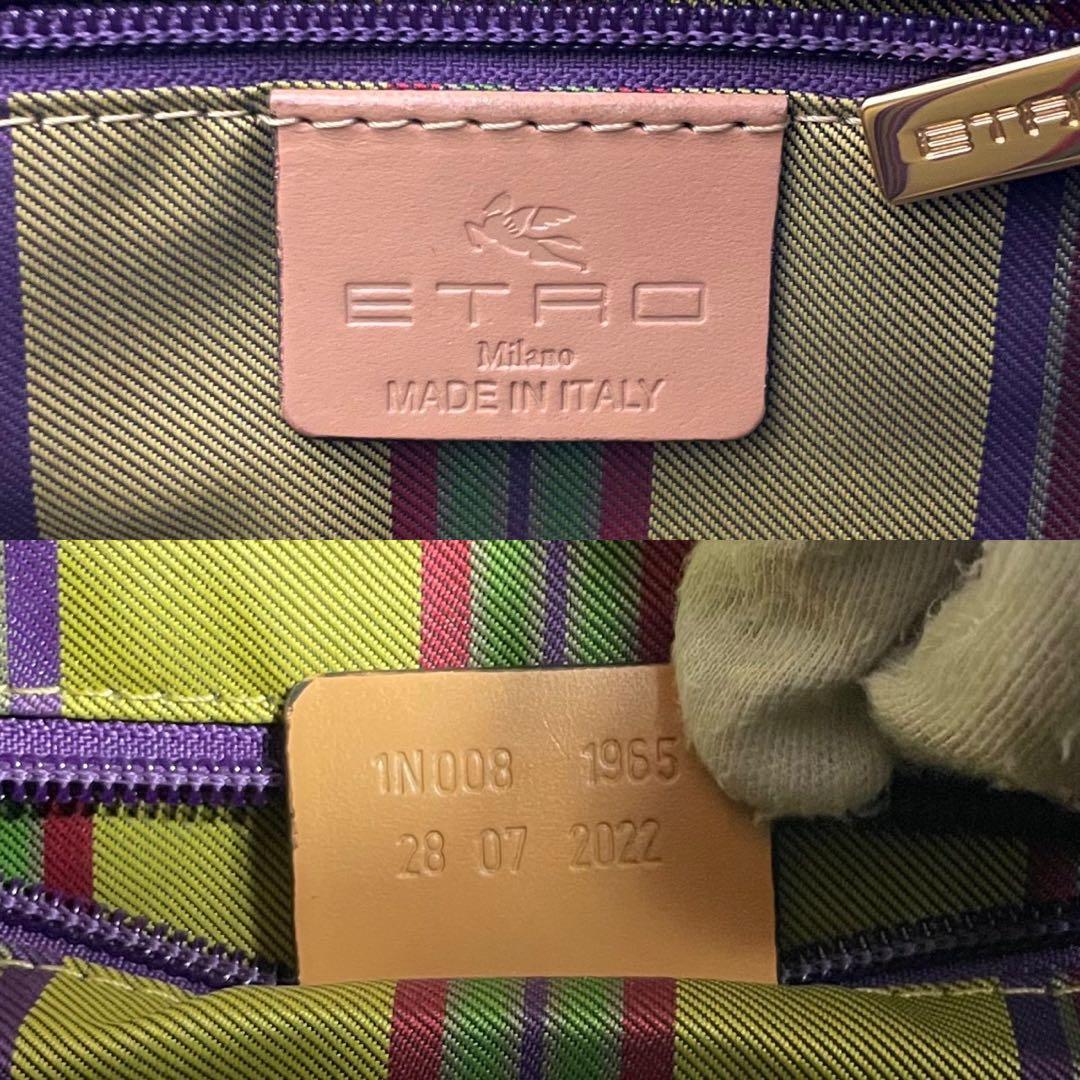 ETRO
ETRO
Milano
MADE IN ITALY
1N008 1965
28 07 2022